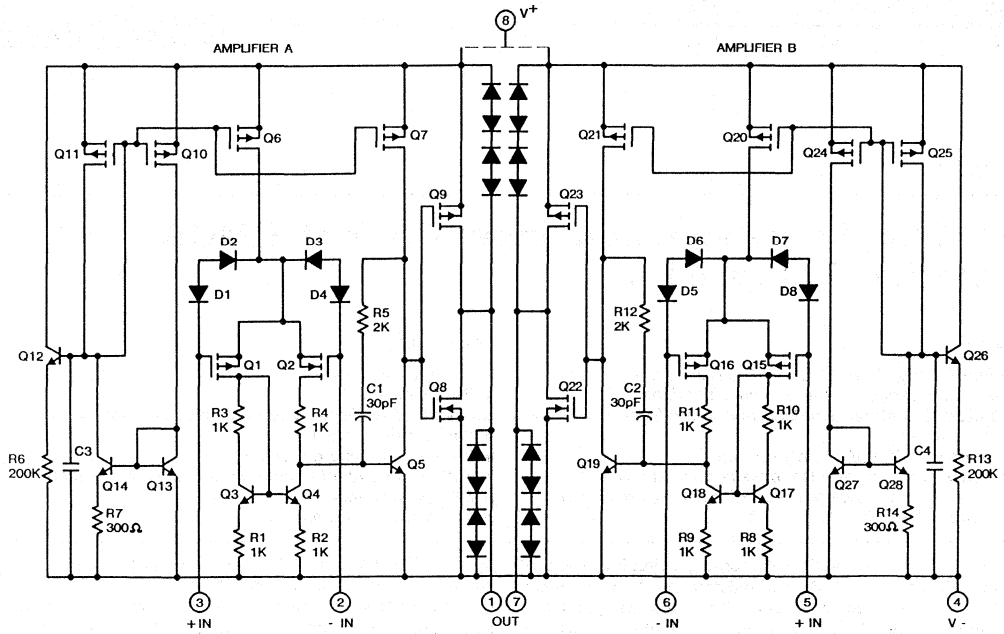 8 V+
AMPLIFIER A
AMPLIFIER B
Q6
Q7
Q21
Q20
Q11
Q10
Q24
Q25
Q9
Q23
D2
D3
D6
D7
D1
D4
D5
D8
R5
2K
R12
2K
Q12
Q1
Q2
Q16
Q15
Q26
C1
30pF
Q8
Q22
C2
30pF
R3
1K
R4
1K
R11
1K
R10
1K
R6
200K
C3
Q14
Q13
Q3
Q4
Q5
Q19
Q18
Q17
Q27
Q28
C4
R13
200K
R7
300Ω
R1
1K
R2
1K
R9
1K
R8
1K
R14
300Ω
3
2
1
7
6
5
4
+ IN
- IN
OUT
- IN
+ IN
V -